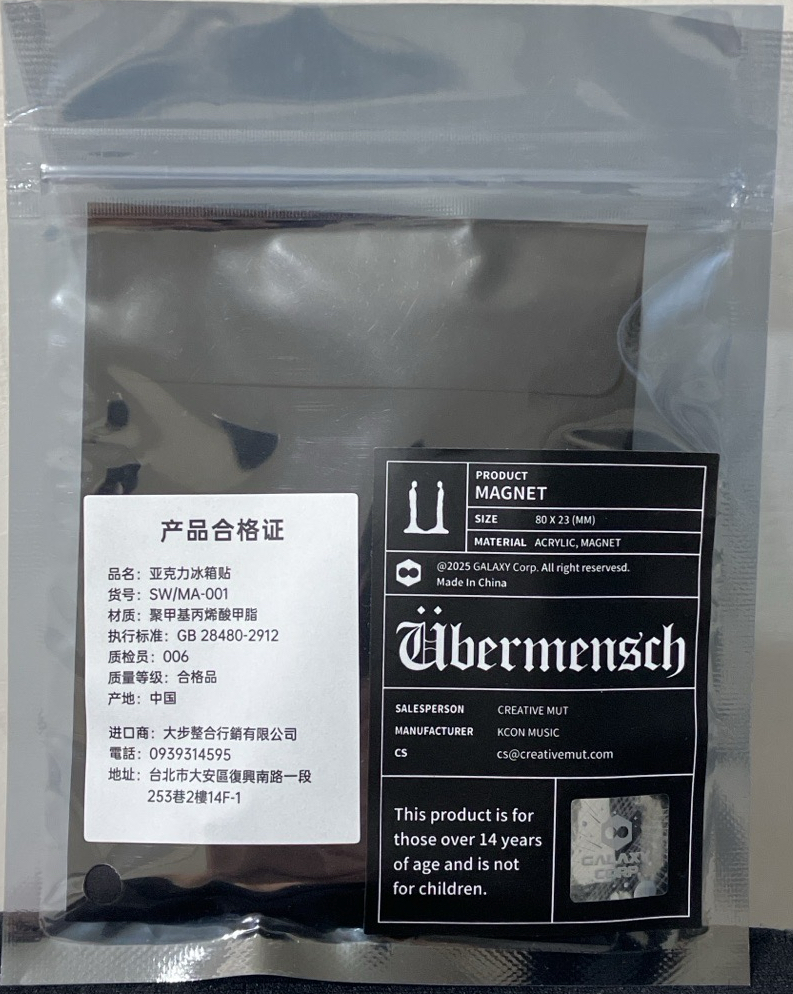 产品合格证
品名：亚克力冰箱贴
货号：SW/MA-001
材质：聚甲基丙烯酸甲脂
执行标准：GB 28480-2912
质检员：006
质量等级：合格品
产地：中国
进口商：大步整合行銷有限公司
電話：0939314595
地址：台北市大安區復興南路一段
253巷2樓14F-1
PRODUCT
MAGNET
SIZE 80 X 23 (MM)
MATERIAL ACRYLIC, MAGNET
@2025 GALAXY Corp. All right reservesd.
Made In China
Übermensch
SALESPERSON CREATIVE MUT
MANUFACTURER KCON MUSIC
CS cs@creativemut.com
This product is for
those over 14 years
of age and is not
for children.
GALAXY
CORP